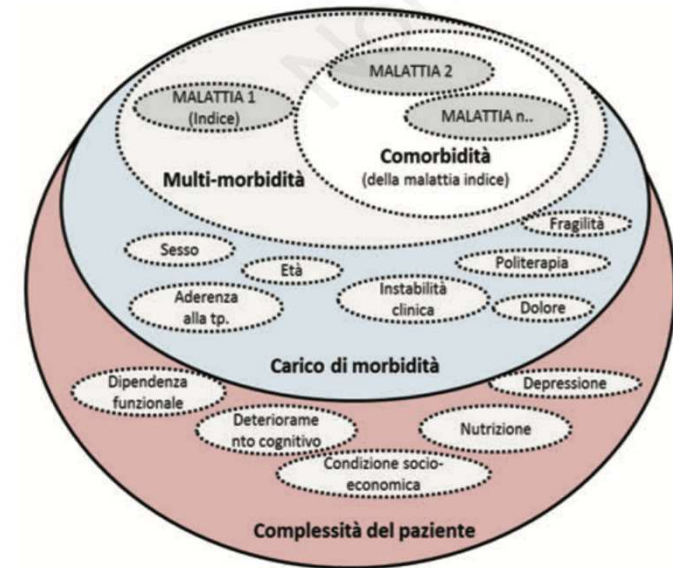 MALATTIA 2
MALATTIA 1
(Indice)
MALATTIA n..
Comorbidità
(della malattia indice)
Multi-morbidità
Fragilità
Sesso
Età
Politerapia
Aderenza
alla tp.
Instabilità
clinica
Dolore
Carico di morbidità
Dipendenza
funzionale
Depressione
Deteriorame
nto cognitivo
Nutrizione
Condizione socio-
economica
Complessità del paziente